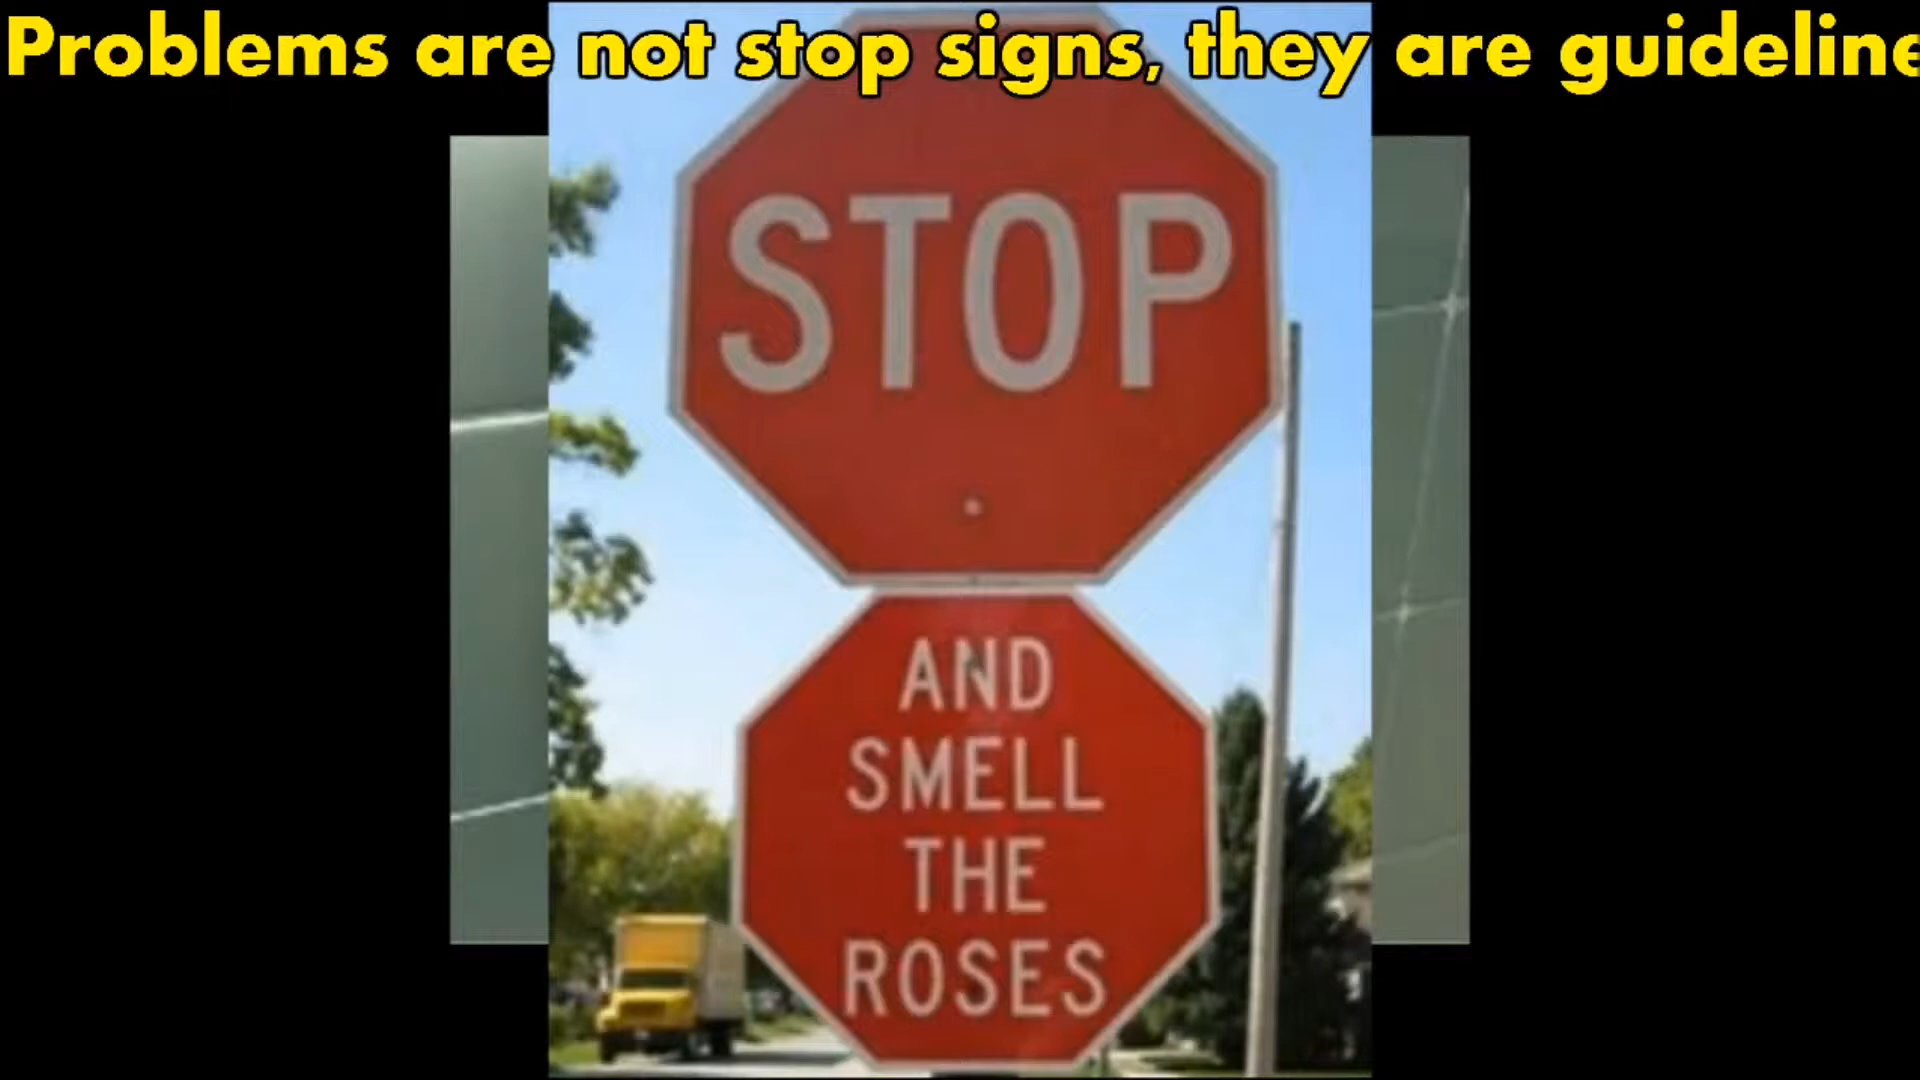 Problems are not stop signs, they are guideline
STOP
AND
SMELL
THE
ROSES